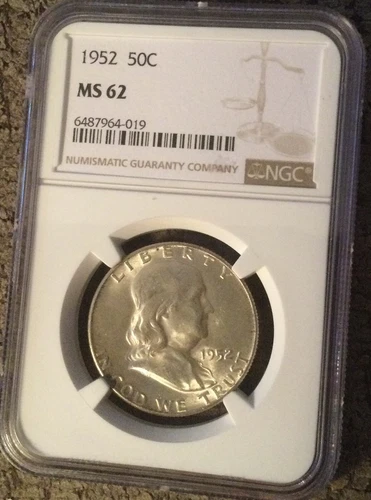 1952 50C
MS 62
6487964-019
NUMISMATIC GUARANTY COMPANY
NGC®
LIBERTY
1952
IN GOD WE TRUST